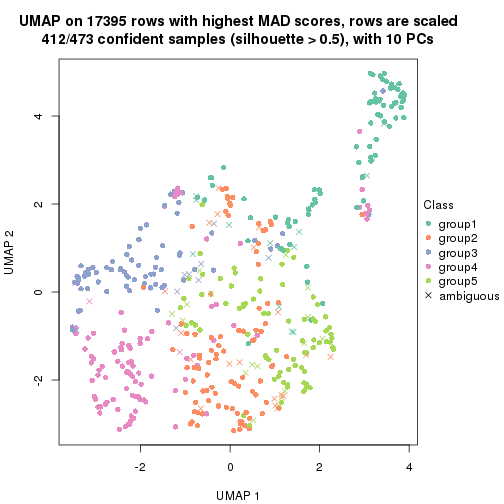 UMAP on 17395 rows with highest MAD scores, rows are scaled
412/473 confident samples (silhouette > 0.5), with 10 PCs
4
2
0
-2
UMAP 2
-2
0
2
4
UMAP 1
Class
group1
group2
group3
group4
group5
ambiguous